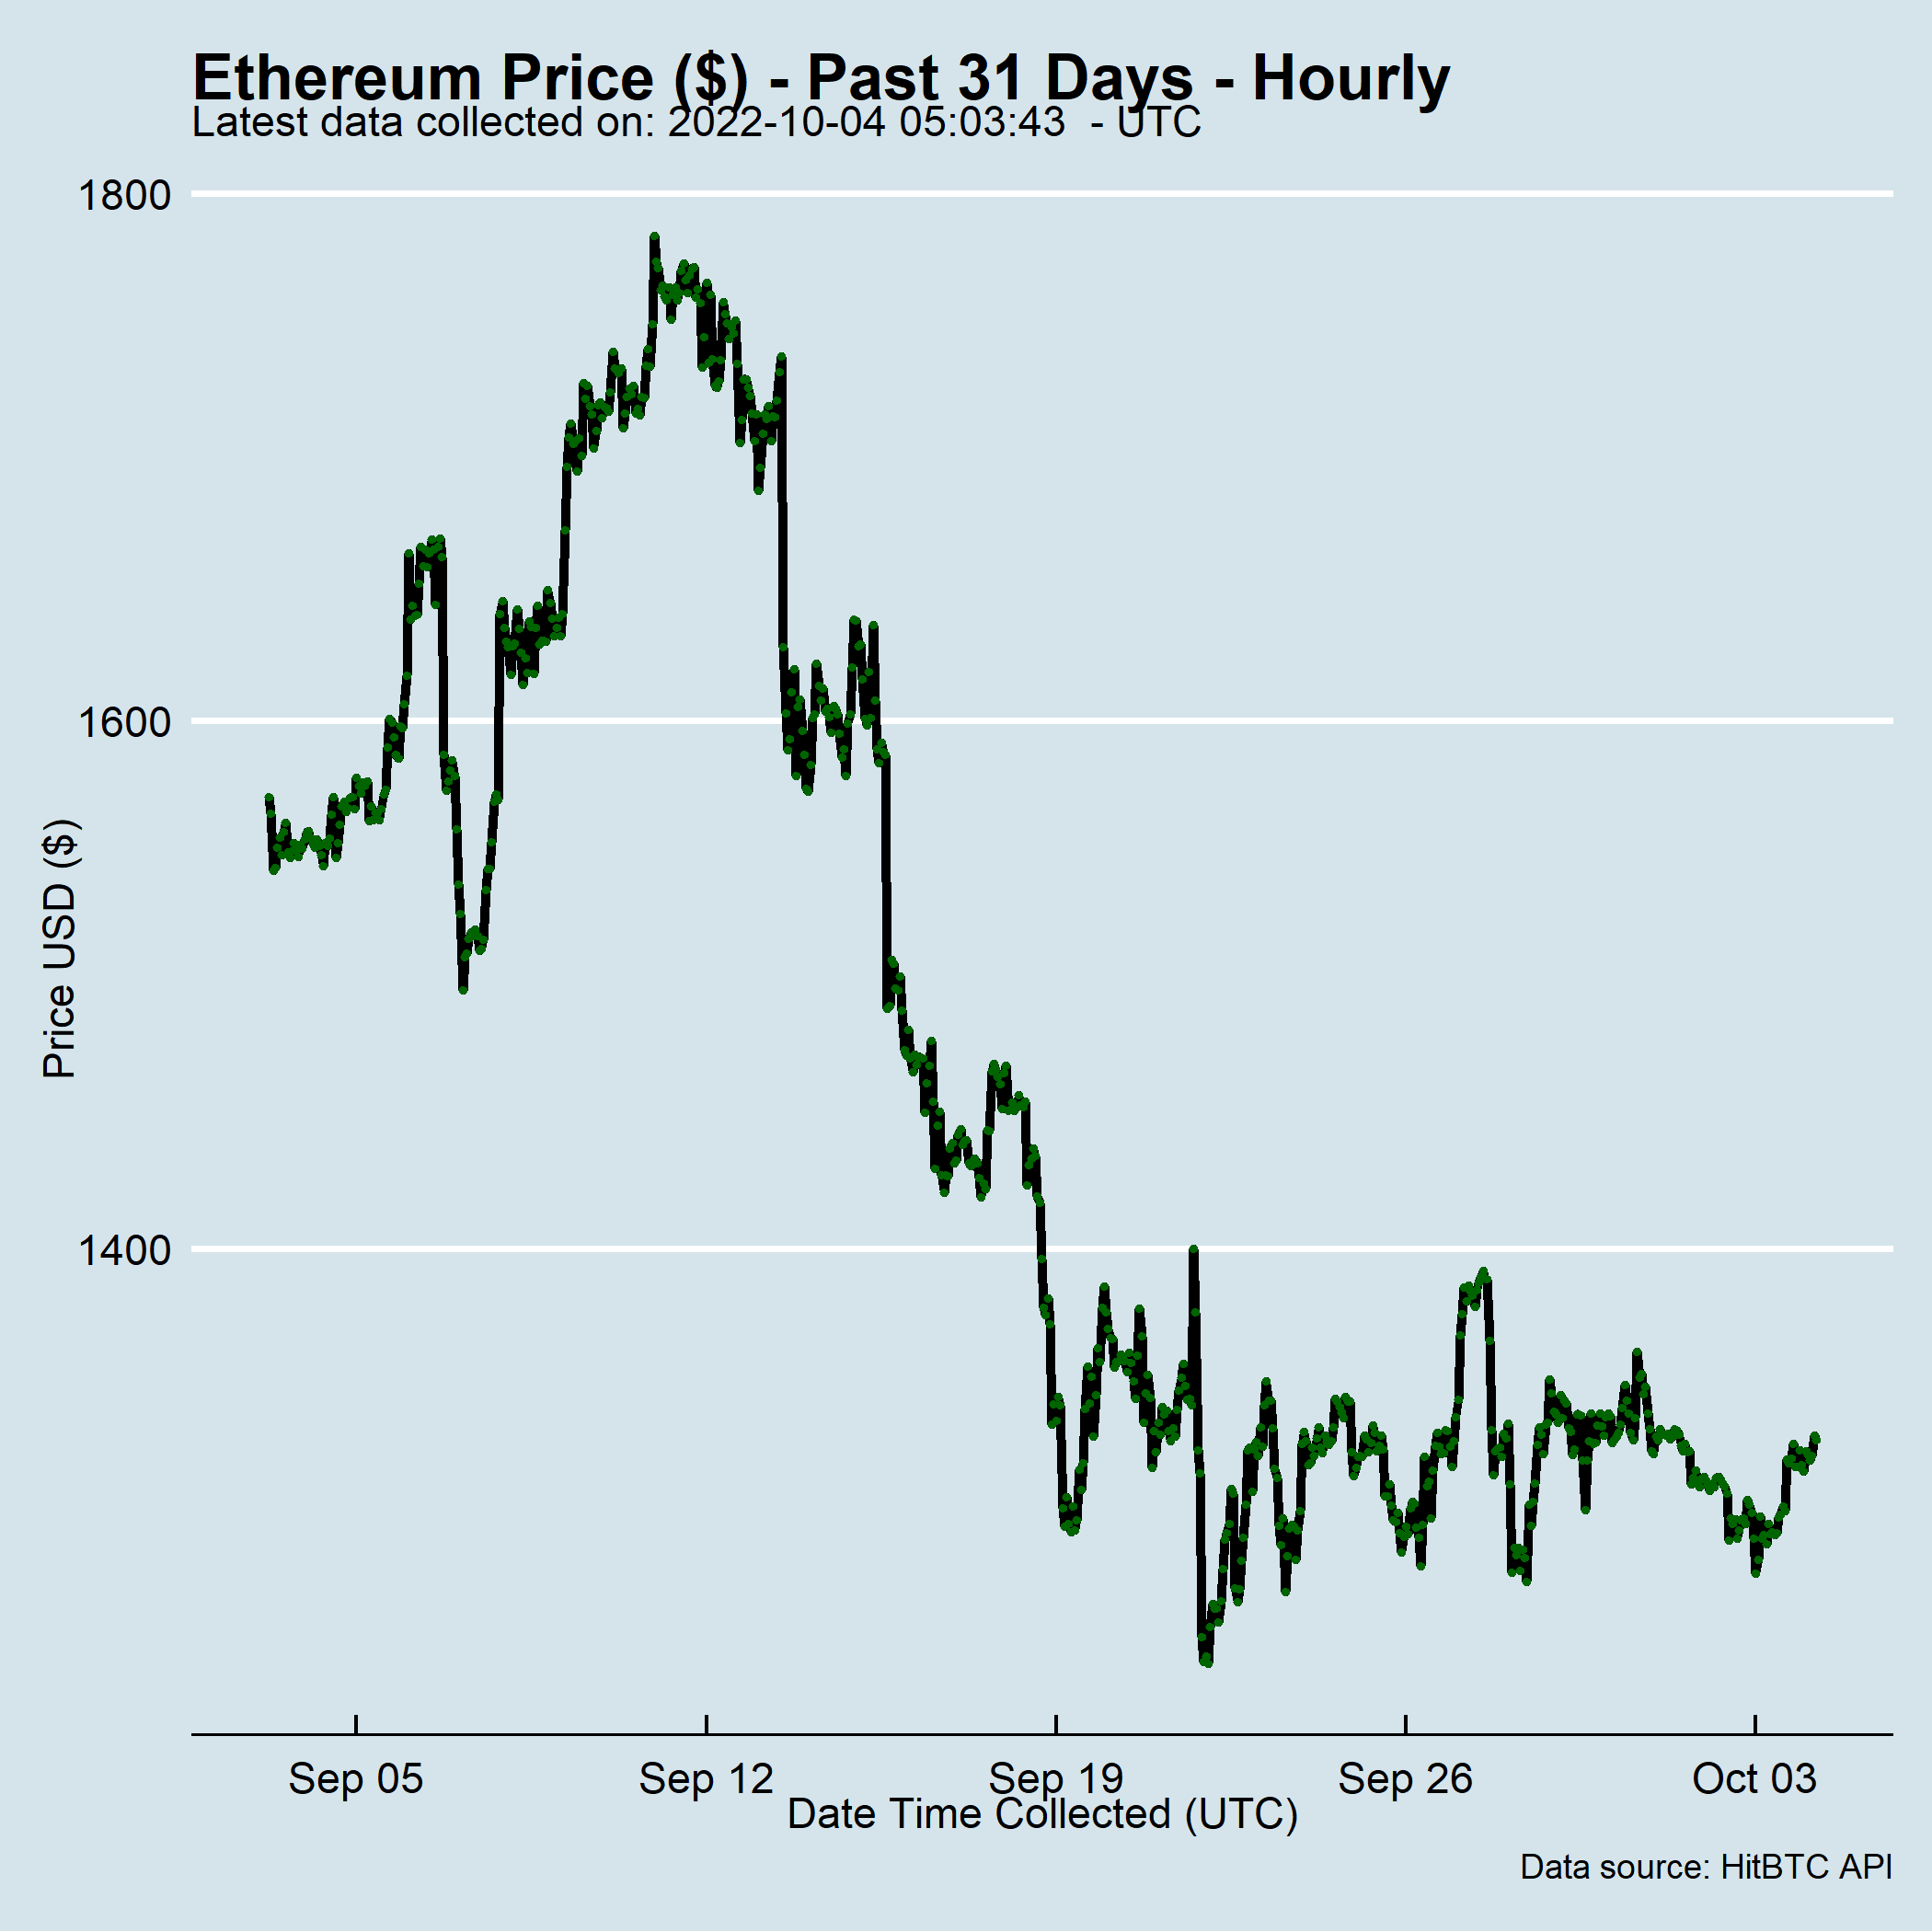 Ethereum Price ($) - Past 31 Days - Hourly
Latest data collected on: 2022-10-04 05:03:43  - UTC
1800
1600
1400
Price USD ($)
Sep 05
Sep 12
Sep 19
Sep 26
Oct 03
Date Time Collected (UTC)
Data source: HitBTC API